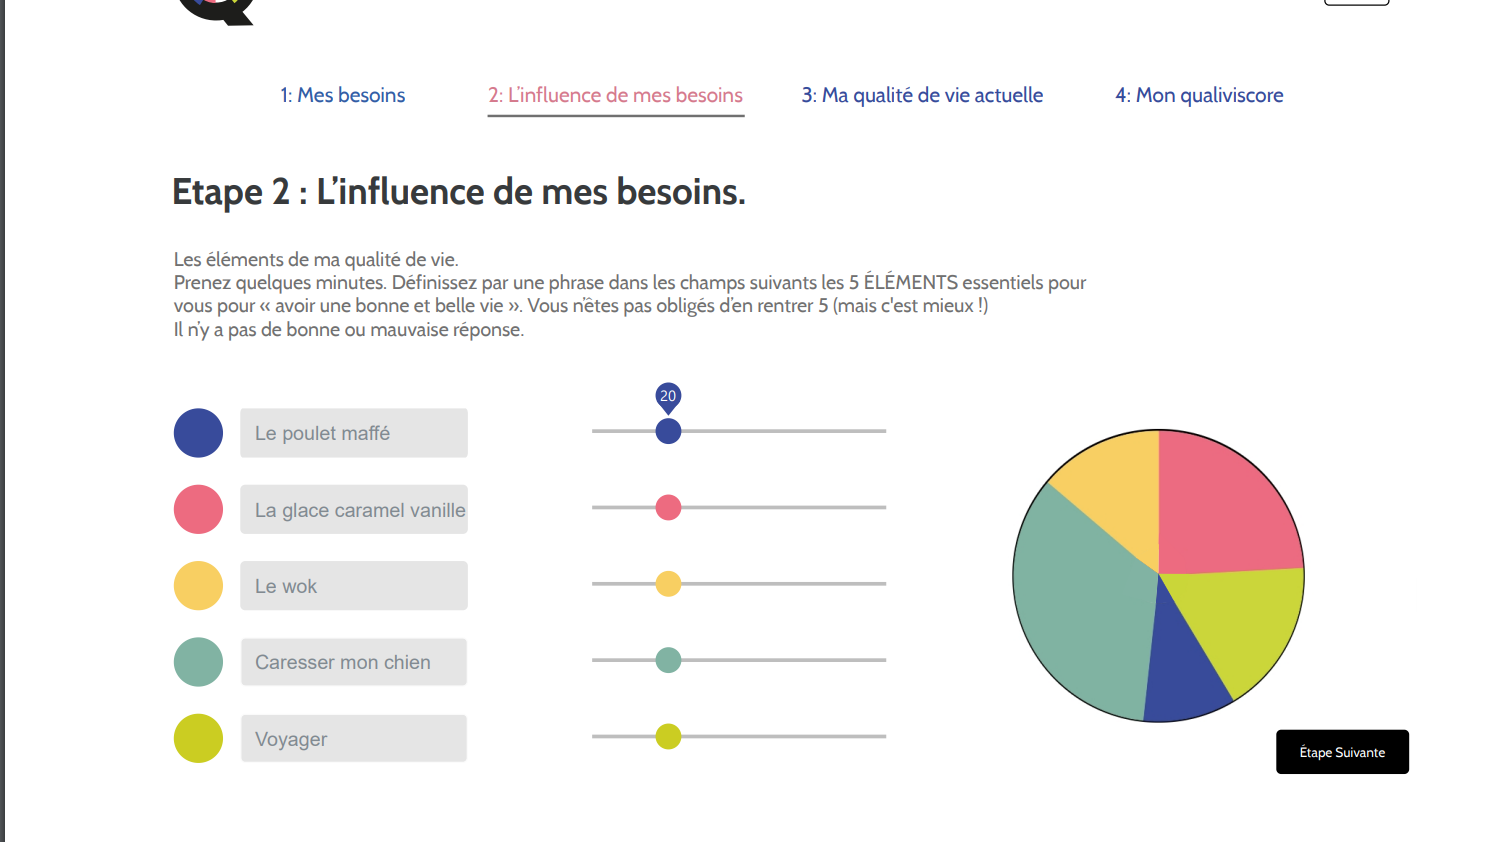 1: Mes besoins
2: L'influence de mes besoins
3: Ma qualité de vie actuelle
4: Mon qualiviscore
Etape 2 : L'influence de mes besoins.
Les éléments de ma qualité de vie.
Prenez quelques minutes. Définissez par une phrase dans les champs suivants les 5 ÉLÉMENTS essentiels pour
vous pour « avoir une bonne et belle vie ». Vous n'êtes pas obligés d'en rentrer 5 (mais c'est mieux !)
Il n'y a pas de bonne ou mauvaise réponse.
20
Le poulet maffé
La glace caramel vanille
Le wok
Caresser mon chien
Voyager
Étape Suivante